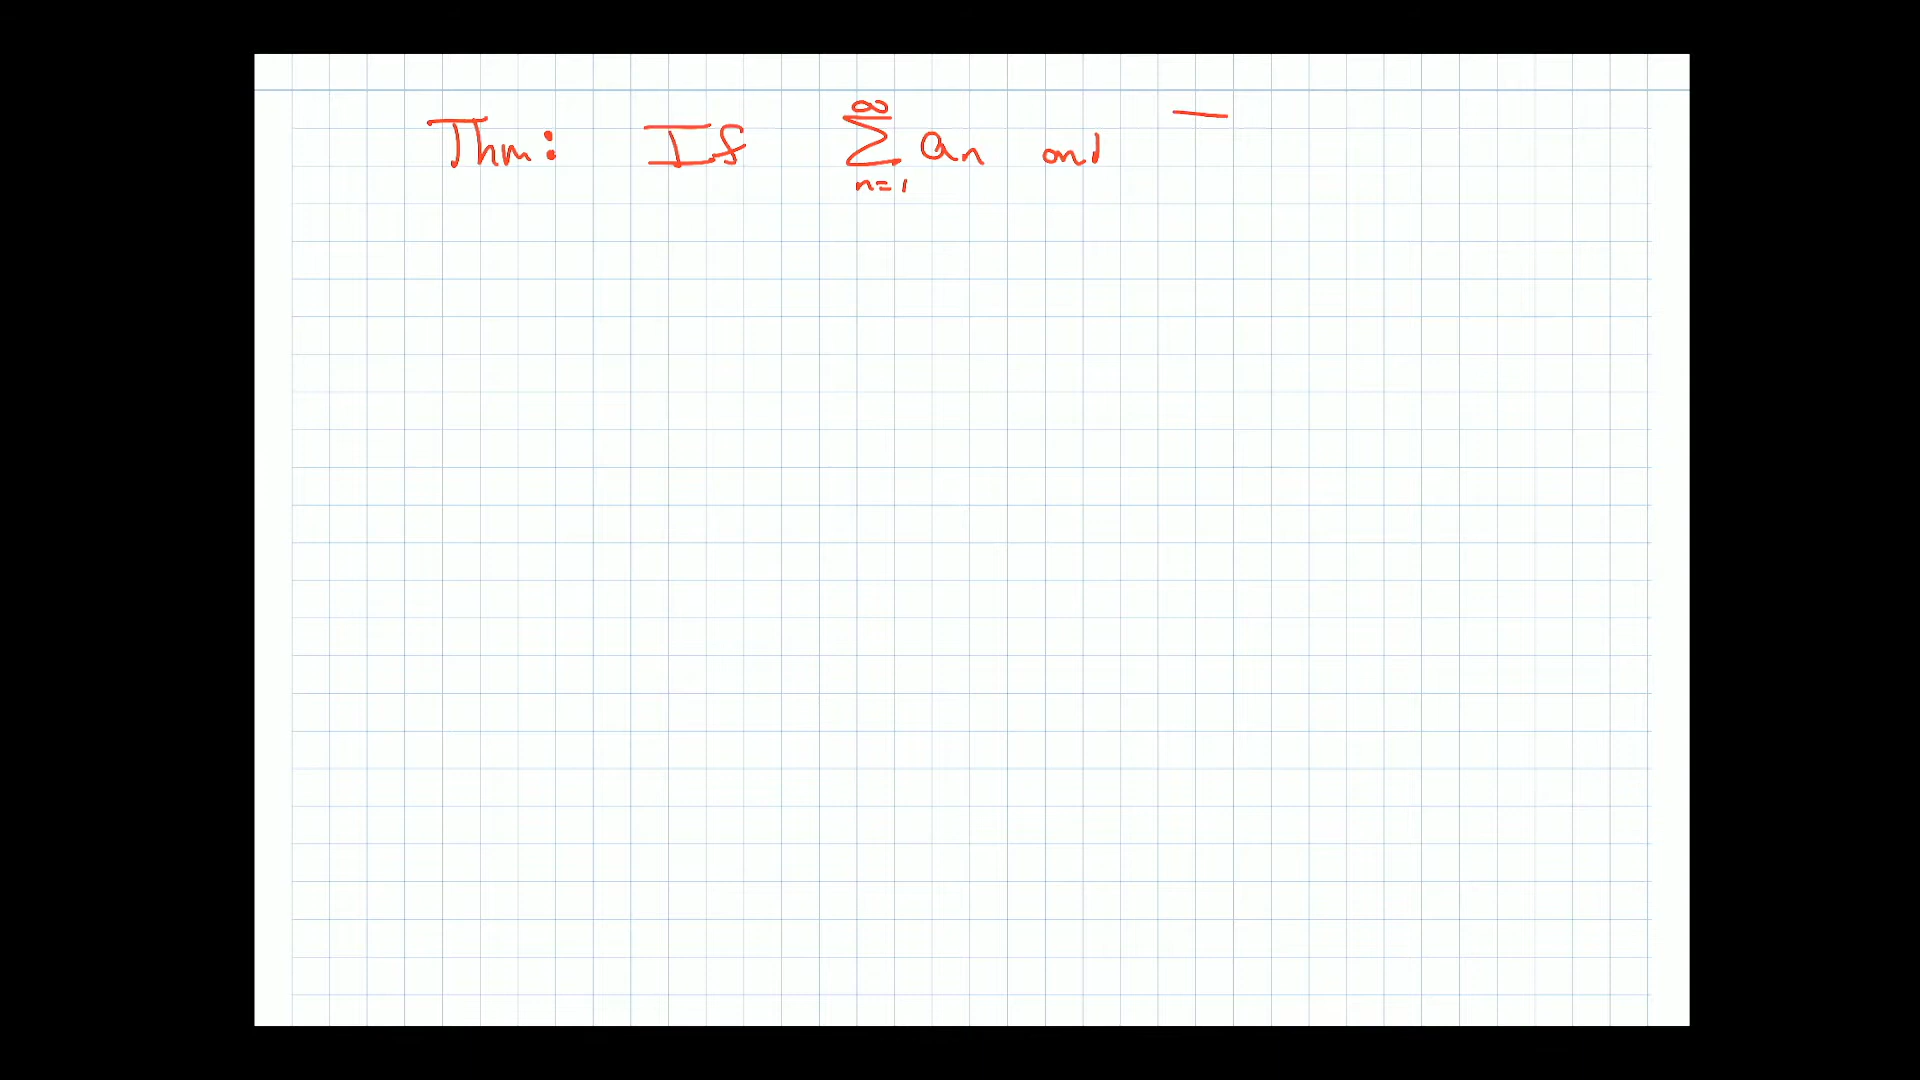 Thm: If ∞∑n=1 an and